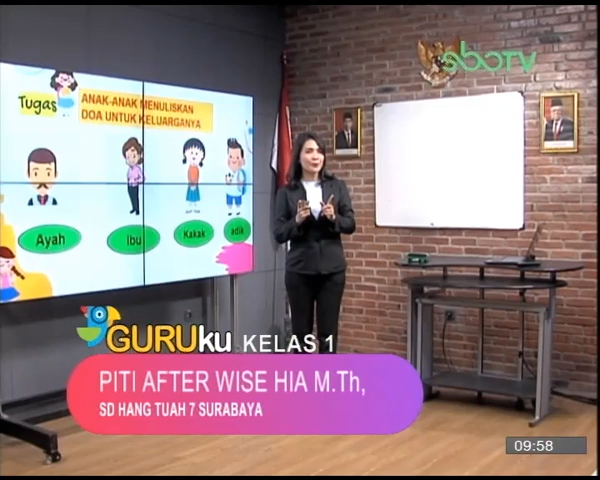 sboTV
Tugas
ANAK-ANAK MENULISKAN
DOA UNTUK KELUARGANYA
Ayah
Ibu
Kakak
adik
GURUku KELAS 1
PITI AFTER WISE HIA M.Th,
SD HANG TUAH 7 SURABAYA
09:58